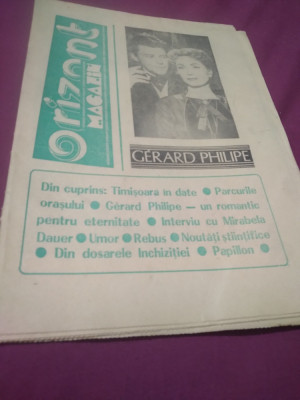 Orizont
MAGAZIN
GÉRARD PHILIPE
Din cuprins: Timișoara în date ● Parcurile
orașului ● Gérard Philipe — un romantic
pentru eternitate ● Interviu cu Mirabela
Dauer ● Umor ● Rebus ● Noutăți științifice
● Din dosarele Inchiziției ● Papillon ●